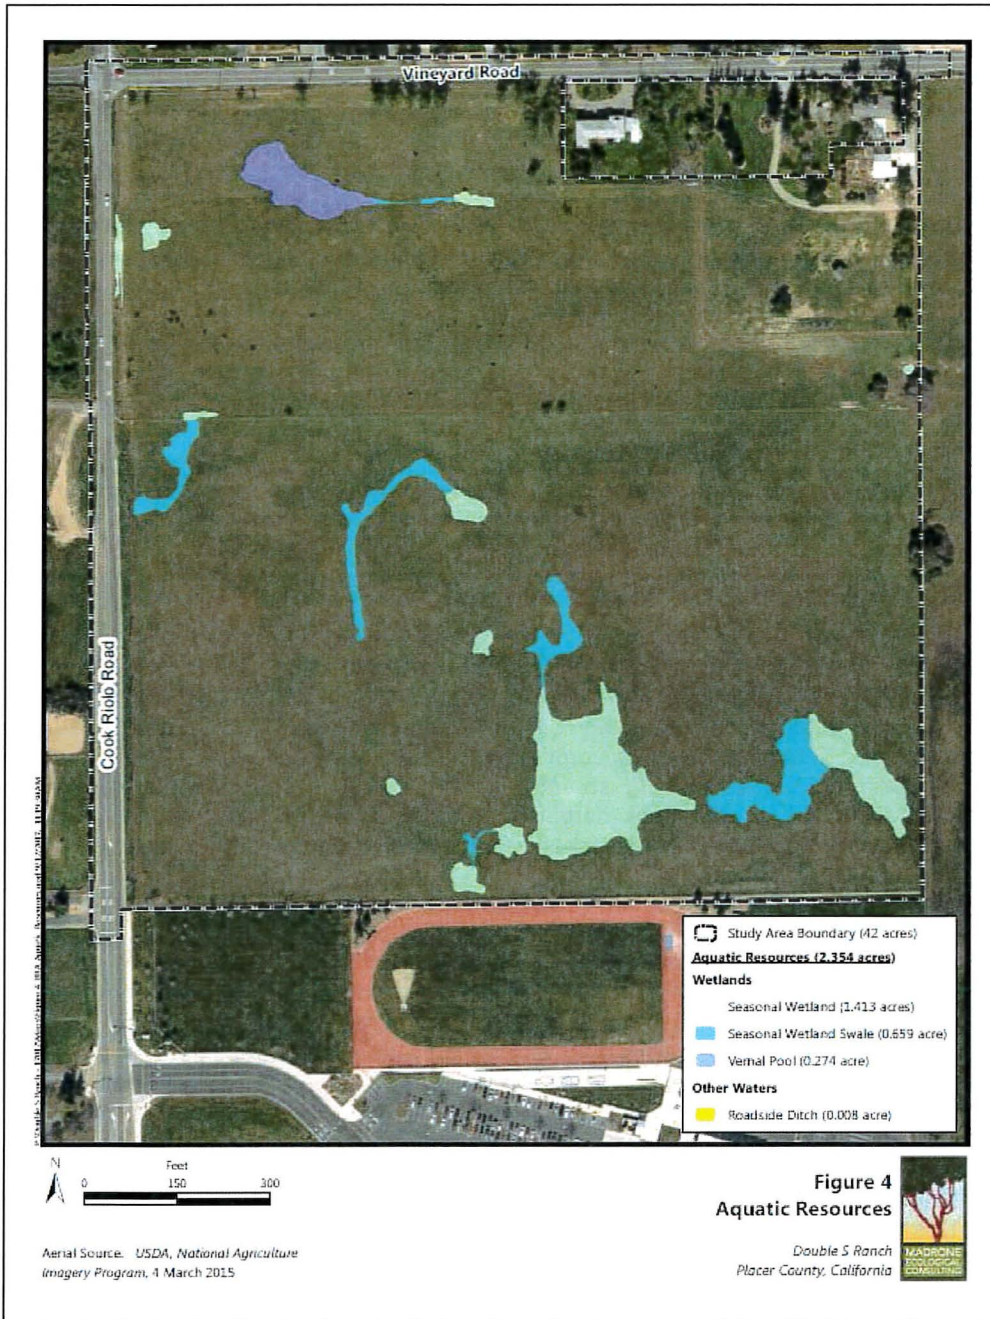 Vineyard Road
Cook Riolo Road
Study Area Boundary (42 acres)
Aquatic Resources (2.354 acres)
Wetlands
Seasonal Wetland (1.413 acres)
Seasonal Wetland Swale (0.659 acre)
Vernal Pool (0.274 acre)
Other Waters
Roadside Ditch (0.008 acre)
N
Feet
0 150 300
Aerial Source: USDA, National Agriculture
Imagery Program, 4 March 2015
Figure 4
Aquatic Resources
Double S Ranch
Placer County, California
MADRONE
ECOLOGICAL
CONSULTING